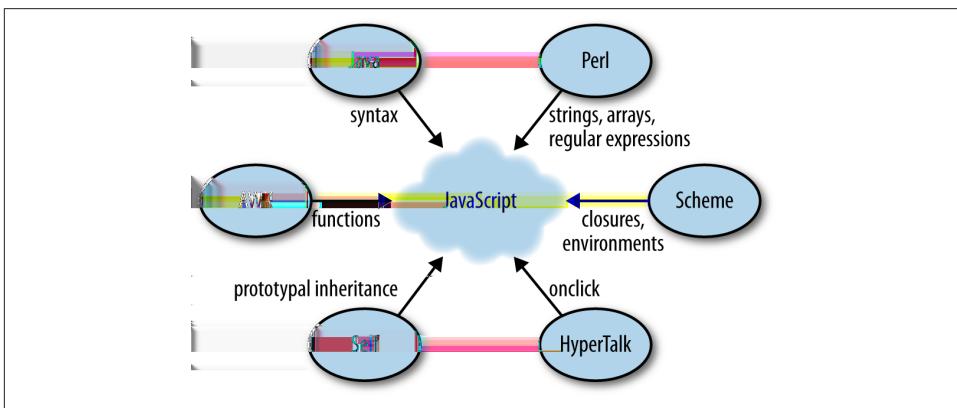 Perl
syntax
strings, arrays,
regular expressions
JavaScript
functions
Scheme
closures,
environments
prototypal inheritance
onclick
HyperTalk